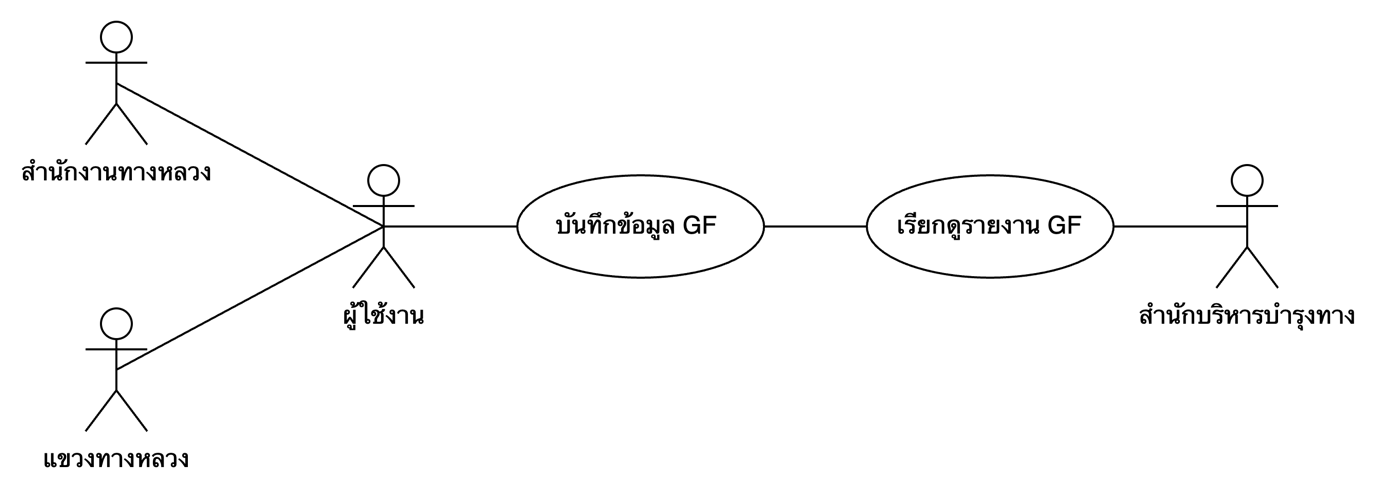 สำนักงานทางหลวง
บันทึกข้อมูล GF
เรียกดูรายงาน GF
ผู้ใช้งาน
สำนักบริหารบำรุงทาง
แขวงทางหลวง